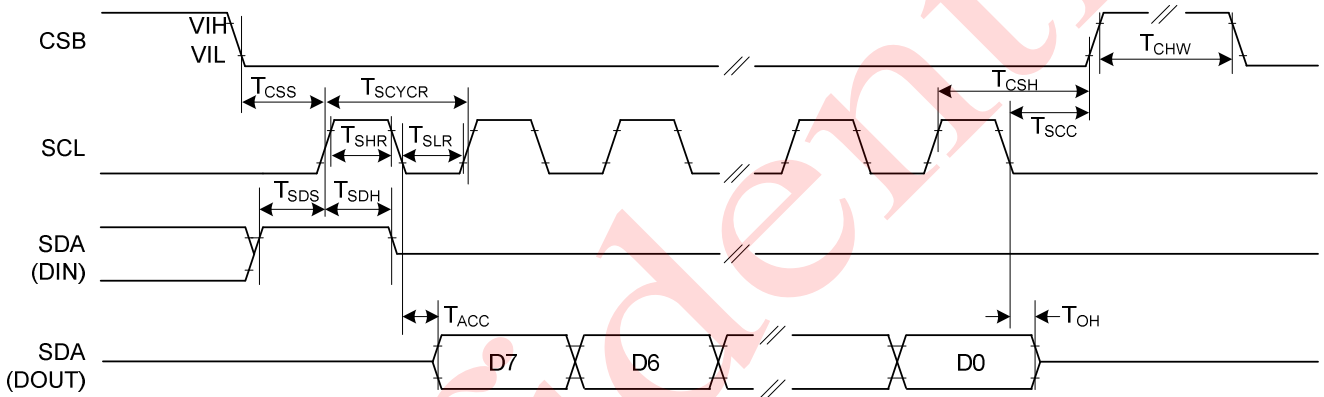 CSB
VIH
VIL
TCHW
TCSS
TSCYCR
TCSH
TSCC
SCL
TSHR
TSLR
TSDS
TSDH
SDA
(DIN)
TACC
TOH
SDA
(DOUT)
D7
D6
D0